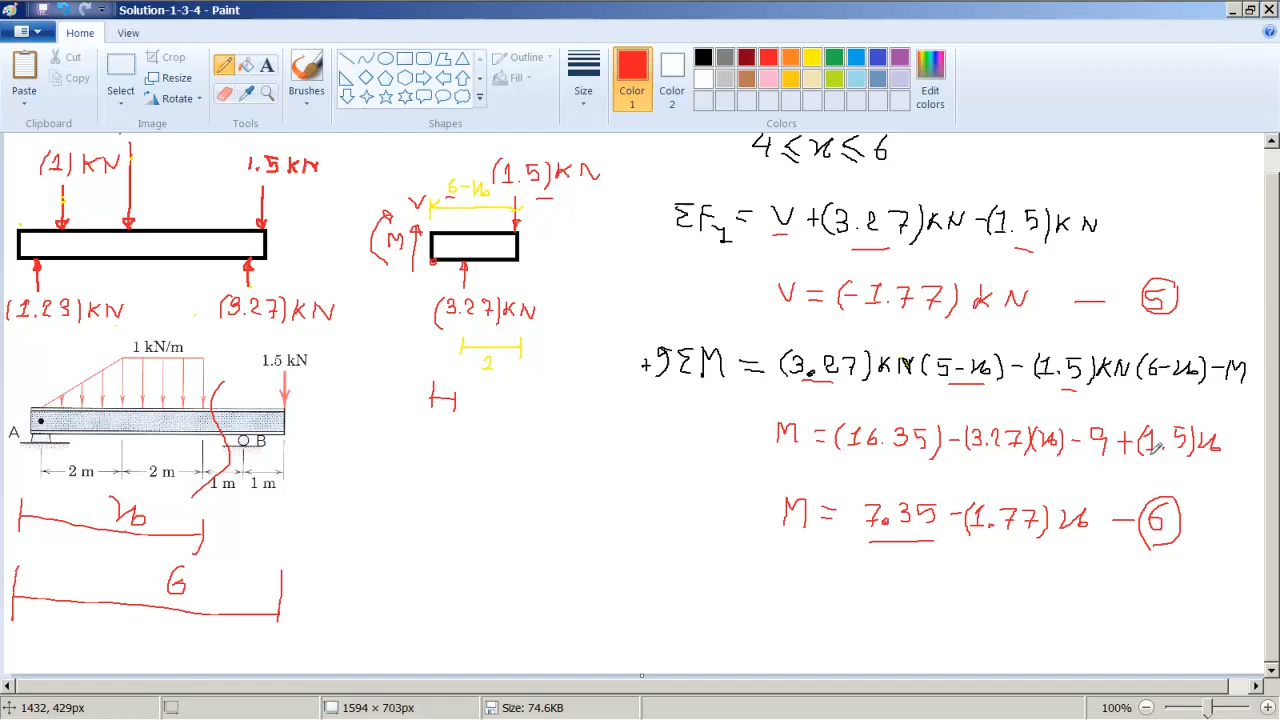 Solution-1-3-4 - Paint
Home View
Paste
Cut
Copy
Clipboard
Select
Crop
Resize
Rotate
Image
Tools
Brushes
Shapes
Outline
Fill
Size
Color 1
Color 2
Colors
Edit colors
(1) KN
1.5 KN
(1.23) KN
(3.27) KN
V
6-x
(1.5) KN
M
(3.27) KN
2
1 kN/m
1.5 kN
A
B
2 m
2 m
1 m
1 m
x
6
4 ≤ x ≤ 6
ΣFy = V +(3.27)KN -(1.5)KN
V = (-1.77) KN — 5
+ ΣM = (3.27)KN(5-x) -(1.5)KN(6-x) -M
M = (16.35) -(3.27)(x) - 9 +(1.5)x
M = 7.35 -(1.77)x — 6
1432, 429px
1594 × 703px
Size: 74.6KB
100%